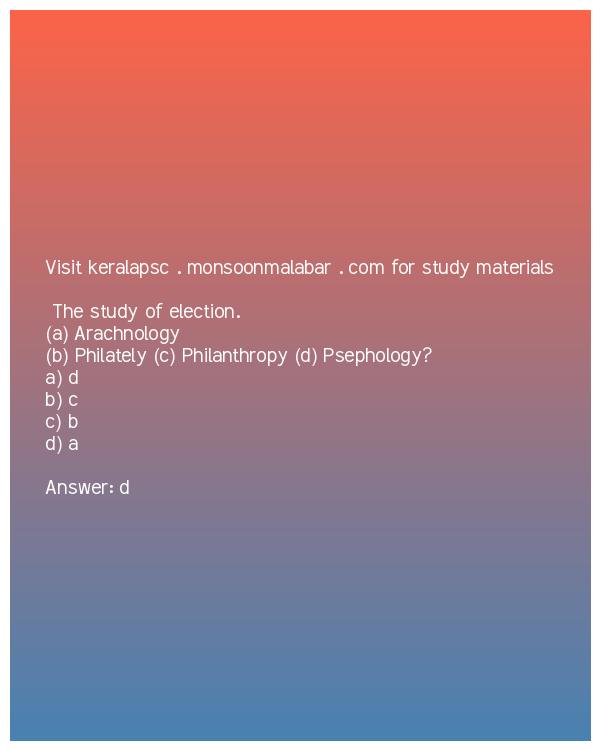 Visit keralapsc . monsoonmalabar . com for study materials
The study of election.
(a) Arachnology
(b) Philately (c) Philanthropy (d) Psephology?
a) d
b) c
c) b
d) a
Answer: d